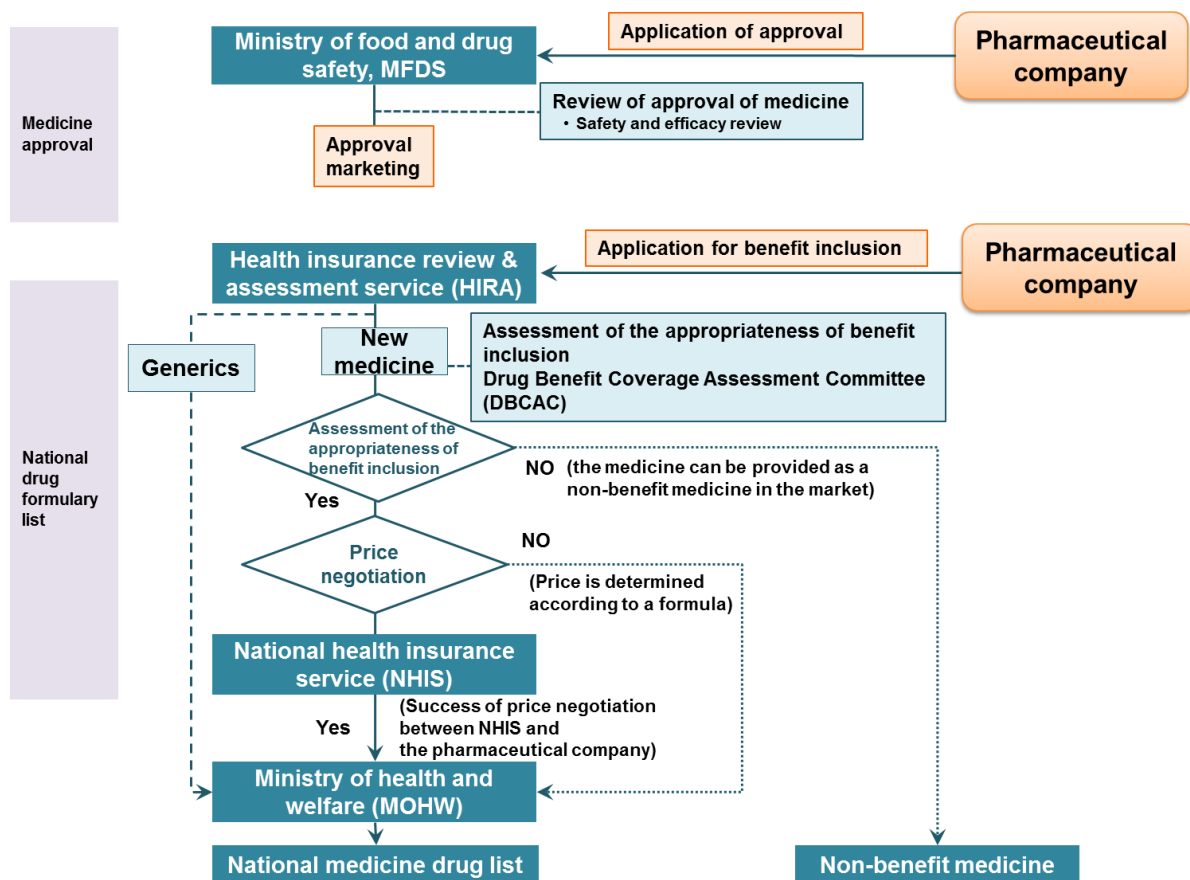 Medicine
approval
Ministry of food and drug
safety, MFDS
Application of approval
Pharmaceutical
company
Review of approval of medicine
• Safety and efficacy review
Approval
marketing
National
drug
formulary
list
Health insurance review &
assessment service (HIRA)
Application for benefit inclusion
Pharmaceutical
company
Generics
New
medicine
Assessment of the appropriateness of benefit
inclusion
Drug Benefit Coverage Assessment Committee
(DBCAC)
Assessment of the
appropriateness of
benefit inclusion
NO (the medicine can be provided as a
non-benefit medicine in the market)
Yes
Price
negotiation
NO
(Price is determined
according to a formula)
National health insurance
service (NHIS)
Yes
(Success of price negotiation
between NHIS and
the pharmaceutical company)
Ministry of health and
welfare (MOHW)
National medicine drug list
Non-benefit medicine